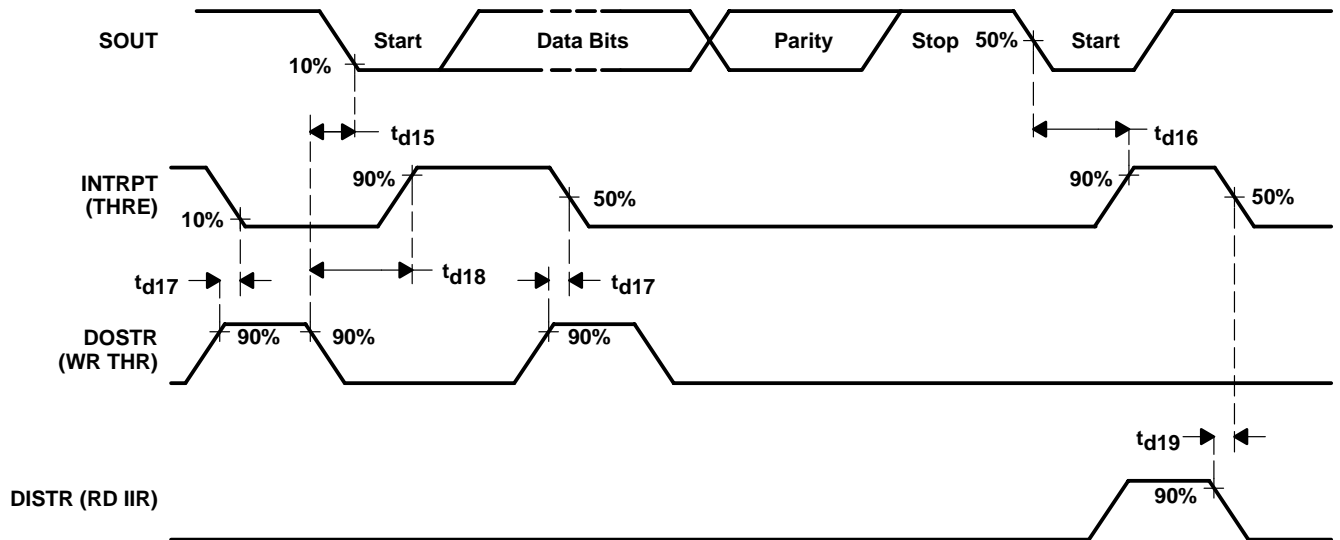 SOUT
Start
Data Bits
Parity
Stop
50%
Start
10%
td15
td16
INTRPT
(THRE)
90%
50%
90%
50%
10%
td17
td18
td17
DOSTR
(WR THR)
90%
90%
90%
td19
DISTR (RD IIR)
90%